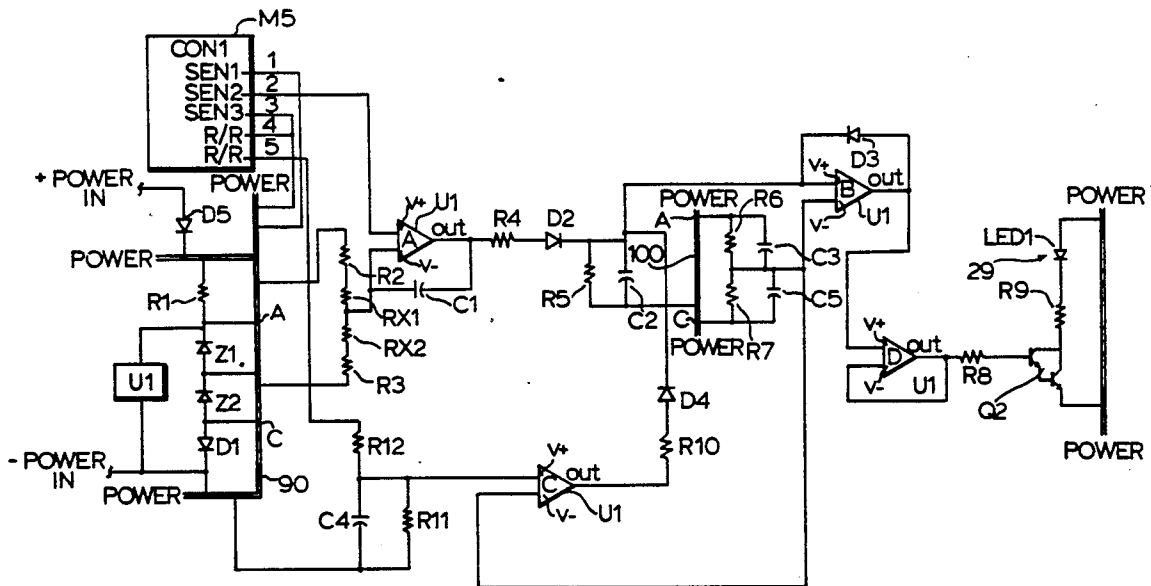 M5
CON1
SEN1 1
SEN2 2
SEN3 3
R/R 4
R/R 5
+ POWER IN
D5
POWER
POWER
R1
A
Z1
Z2
D1
C
U1
- POWER IN
POWER
90
R2
RX1
RX2
R3
R12
C4
R11
V+
A
V-
out
U1
C1
R4
D2
R5
C2
POWER
A
100
C
POWER
R6
R7
C3
C5
D3
V+
B
V-
out
U1
D4
R10
V+
C
V-
out
U1
V+
D
V-
out
U1
R8
Q2
POWER
LED1
29
R9
POWER